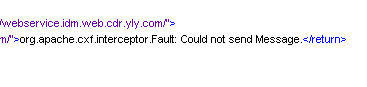 /webservice.idm.web.cdr.yly.com/">
m/">org.apache.cxf.interceptor.Fault: Could not send Message.</return>